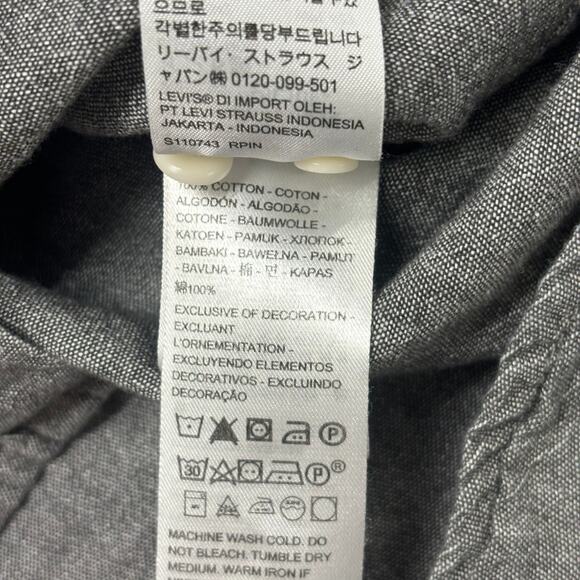 으므로
각별한주의를당부드립니다
リーバイ・ストラウス ジ
ャパン㈱ 0120-099-501
LEVI'S® DI IMPORT OLEH:
PT LEVI STRAUSS INDONESIA
JAKARTA - INDONESIA
S110743 RPIN
100% COTTON - COTON -
ALGODÓN - ALGODÃO -
COTONE - BAUMWOLLE -
KATOEN - PAMUK - ХЛОПОК -
BAMBAKI - BAWEŁNA - PAMUT
- BAVLNA - 棉 - 면 - KAPAS
綿100%
EXCLUSIVE OF DECORATION -
EXCLUANT
L'ORNEMENTATION -
EXCLUYENDO ELEMENTOS
DECORATIVOS - EXCLUINDO
DECORAÇÃO
P
30 P ®
MACHINE WASH COLD. DO
NOT BLEACH. TUMBLE DRY
MEDIUM. WARM IRON IF